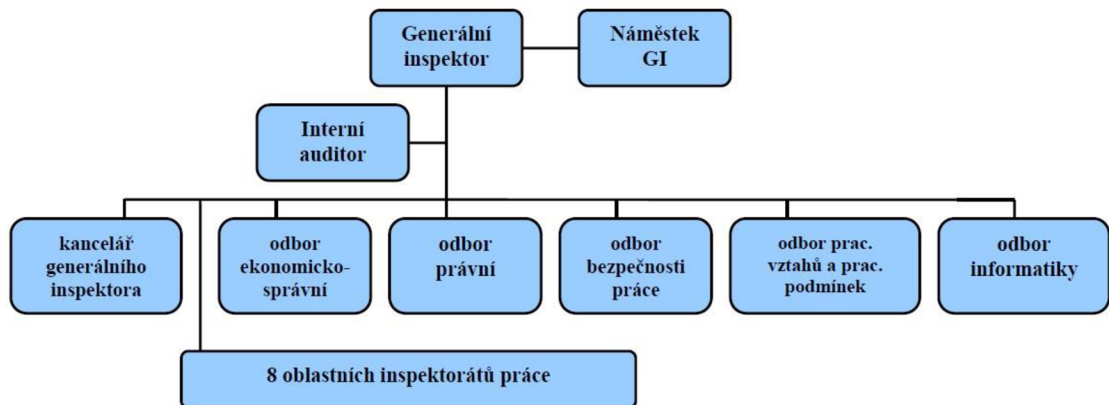 Generální
inspektor
Náměstek
GI
Interní
auditor
kancelář
generálního
inspektora
odbor
ekonomicko-
správní
odbor
právní
odbor
bezpečnosti
práce
odbor prac.
vztahů a prac.
podmínek
odbor
informatiky
8 oblastních inspektorátů práce